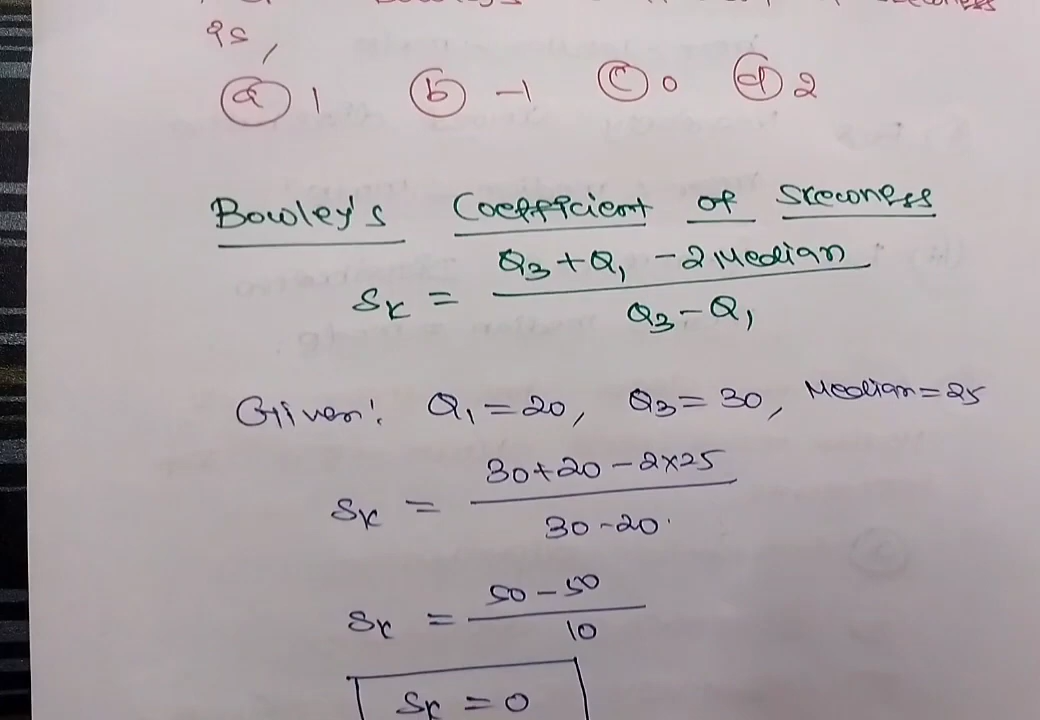 is,
ⓐ 1 ⓑ -1 ⓒ 0 ⓓ 2
Bowley's Coefficient of Skewness
Sk = (Q₃ + Q₁ - 2 Median) / (Q₃ - Q₁)
Given: Q₁ = 20, Q₃ = 30, Median = 25
Sk = (30 + 20 - 2×25) / (30 - 20)
Sk = (50 - 50) / 10
Sk = 0